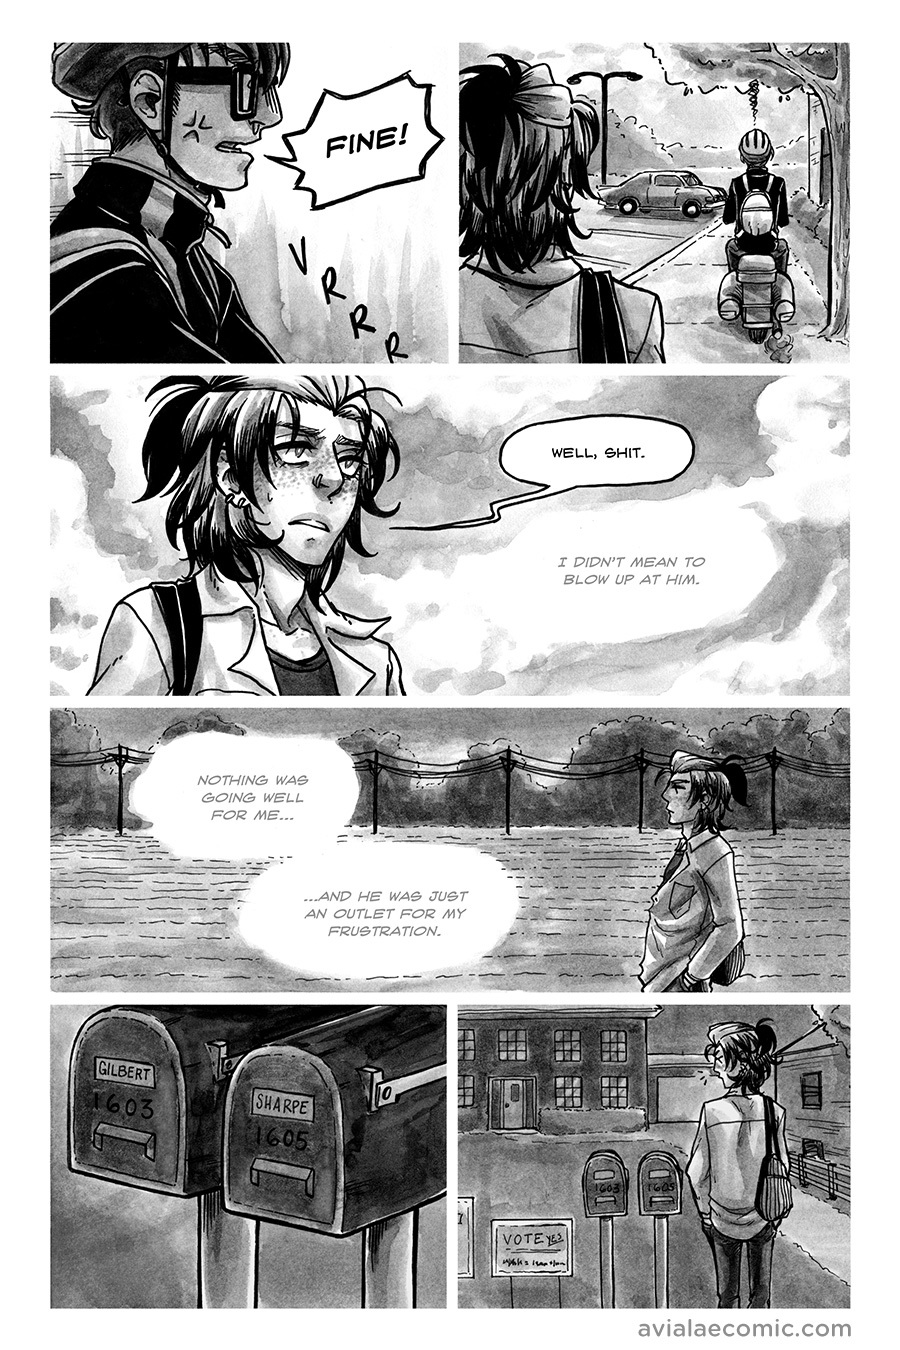 FINE!
V
R
R
R
WELL, SHIT.
I DIDN'T MEAN TO
BLOW UP AT HIM.
NOTHING WAS
GOING WELL
FOR ME...
...AND HE WAS JUST
AN OUTLET FOR MY
FRUSTRATION.
GILBERT
1603
SHARPE
1605
1603
1605
VOTE YES
avialaecomic.com